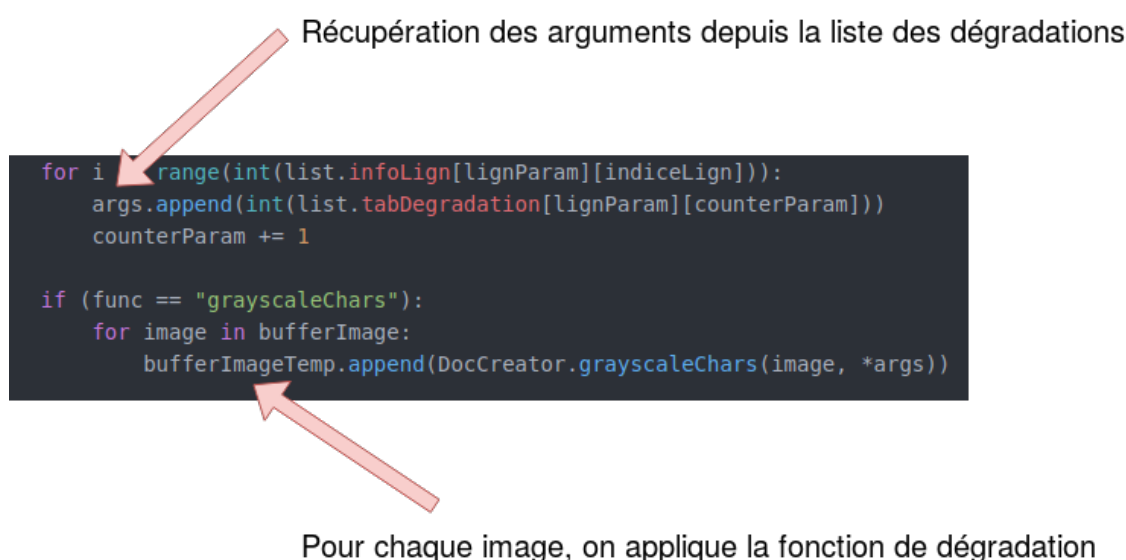 Récupération des arguments depuis la liste des dégradations
for i range(int(list.infoLign[lignParam][indiceLign])):
args.append(int(list.tabDegradation[lignParam][counterParam]))
counterParam += 1
if (func == "grayscaleChars"):
for image in bufferImage:
bufferImageTemp.append(DocCreator.grayscaleChars(image, *args))
Pour chaque image, on applique la fonction de dégradation